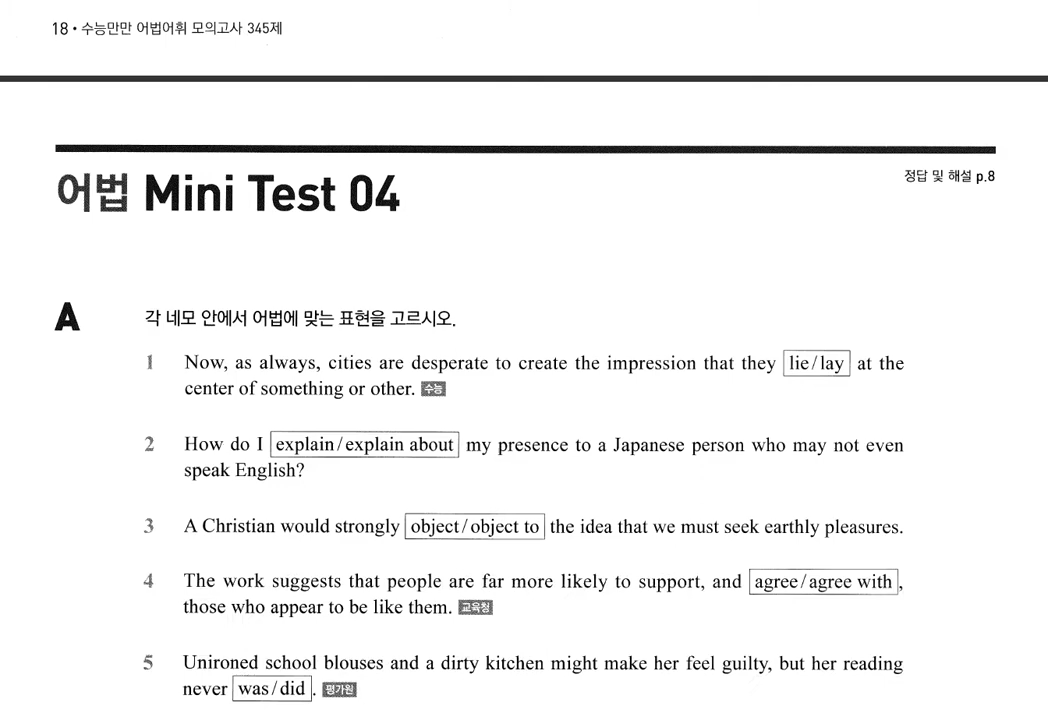 18 • 수능만만 어법어휘 모의고사 345제
어법 Mini Test 04
정답 및 해설 p.8
A 각 네모 안에서 어법에 맞는 표현을 고르시오.
1 Now, as always, cities are desperate to create the impression that they lie / lay at the
center of something or other. 수능
2 How do I explain / explain about my presence to a Japanese person who may not even
speak English?
3 A Christian would strongly object / object to the idea that we must seek earthly pleasures.
4 The work suggests that people are far more likely to support, and agree / agree with,
those who appear to be like them. 교육청
5 Unironed school blouses and a dirty kitchen might make her feel guilty, but her reading
never was / did. 평가원